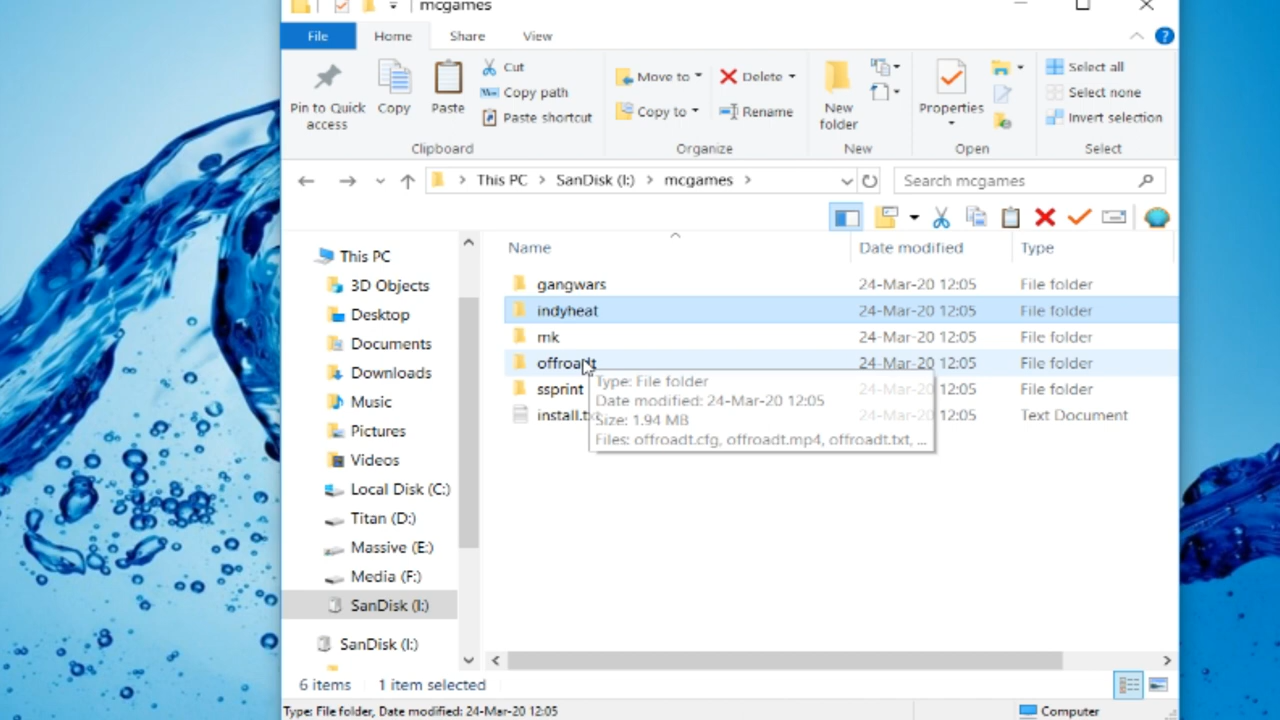 mcgames
File Home Share View
Pin to Quick access
Copy
Paste
Cut
Copy path
Paste shortcut
Clipboard
Move to
Copy to
Delete
Rename
Organize
New folder
New
Properties
Open
Select all
Select none
Invert selection
Select
This PC SanDisk (I:) mcgames
Search mcgames
Name Date modified Type
This PC
3D Objects
Desktop
Documents
Downloads
Music
Pictures
Videos
Local Disk (C:)
Titan (D:)
Massive (E:)
Media (F:)
SanDisk (I:)
SanDisk (I:)
gangwars 24-Mar-20 12:05 File folder
indyheat 24-Mar-20 12:05 File folder
mk 24-Mar-20 12:05 File folder
offroadt 24-Mar-20 12:05 File folder
ssprint 24-Mar-20 12:05 File folder
install.t 24-Mar-20 12:05 Text Document
Type: File folder
Date modified: 24-Mar-20 12:05
Size: 1.94 MB
Files: offroadt.cfg, offroadt.mp4, offroadt.txt, ...
6 items 1 item selected
Type: File folder, Date modified: 24-Mar-20 12:05 Computer